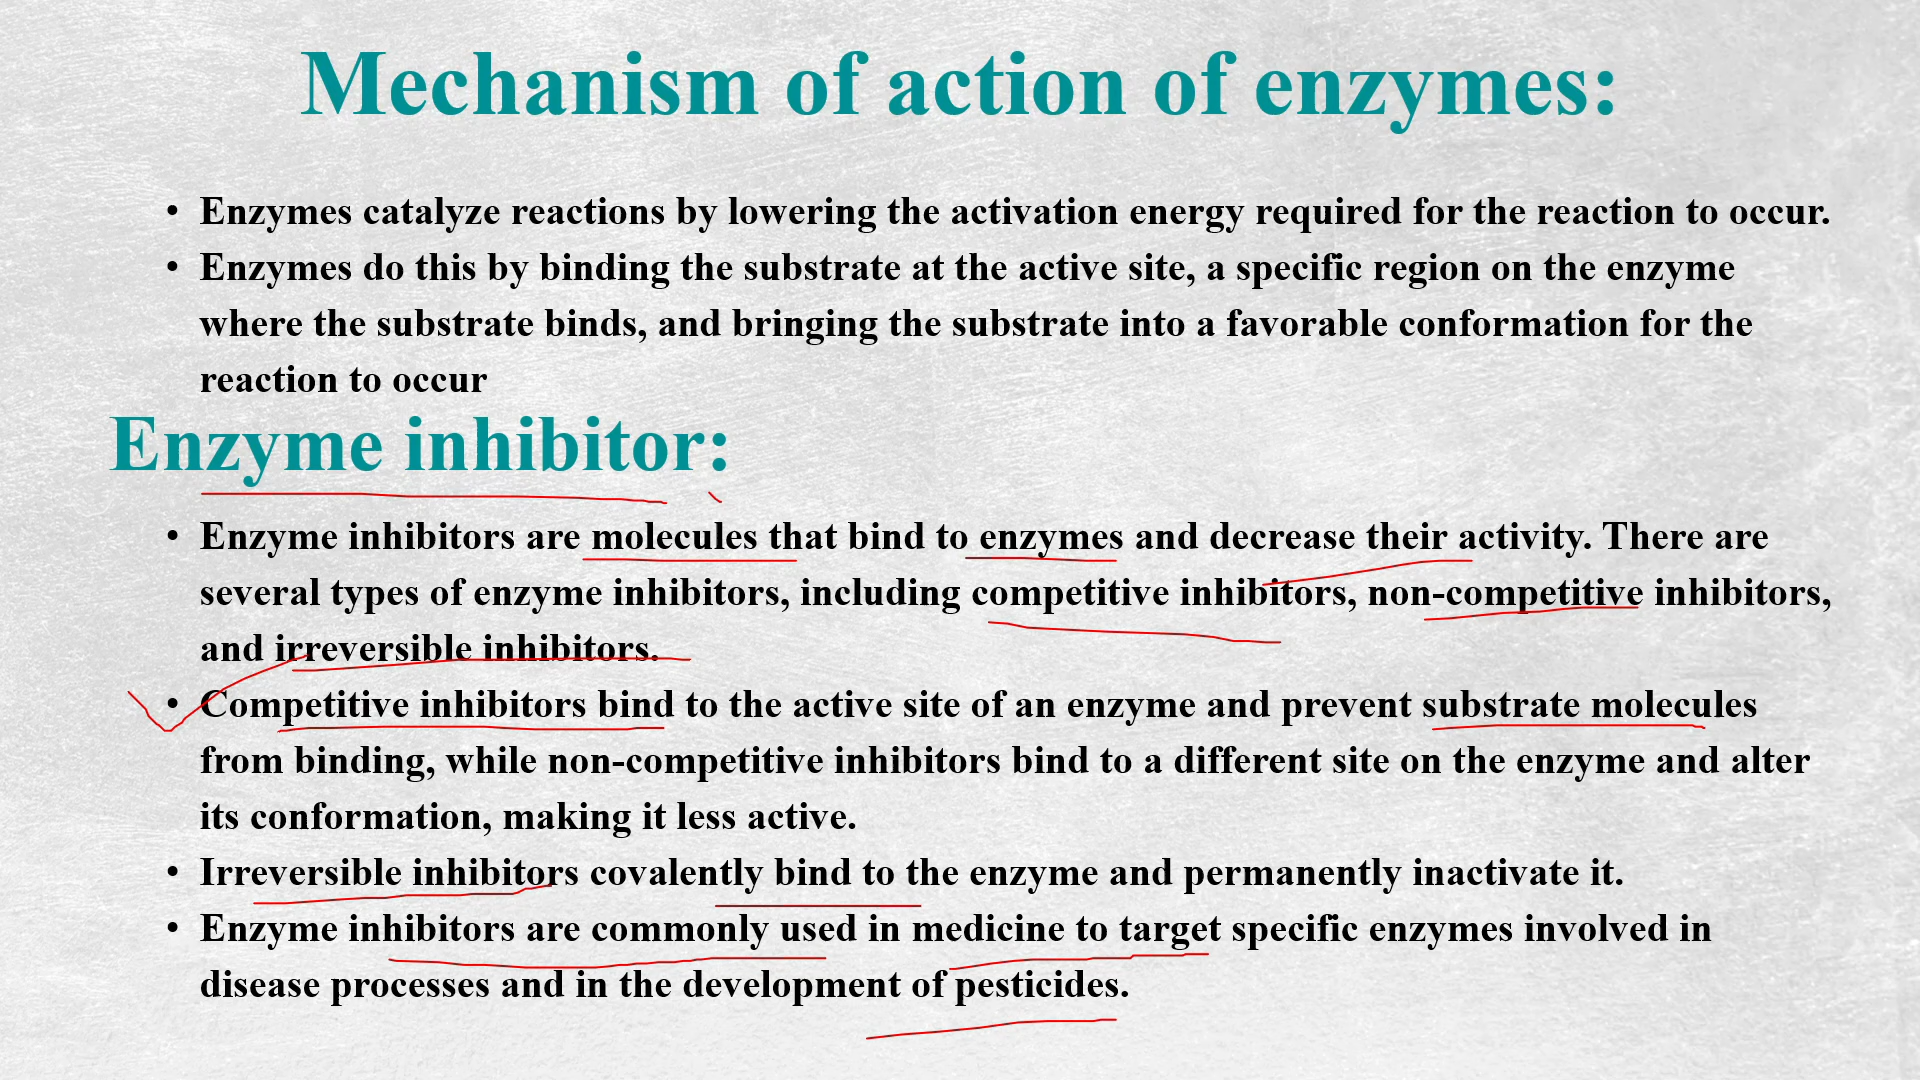 Mechanism of action of enzymes:
• Enzymes catalyze reactions by lowering the activation energy required for the reaction to occur.
• Enzymes do this by binding the substrate at the active site, a specific region on the enzyme
where the substrate binds, and bringing the substrate into a favorable conformation for the
reaction to occur
Enzyme inhibitor:
• Enzyme inhibitors are molecules that bind to enzymes and decrease their activity. There are
several types of enzyme inhibitors, including competitive inhibitors, non-competitive inhibitors,
and irreversible inhibitors.
• Competitive inhibitors bind to the active site of an enzyme and prevent substrate molecules
from binding, while non-competitive inhibitors bind to a different site on the enzyme and alter
its conformation, making it less active.
• Irreversible inhibitors covalently bind to the enzyme and permanently inactivate it.
• Enzyme inhibitors are commonly used in medicine to target specific enzymes involved in
disease processes and in the development of pesticides.